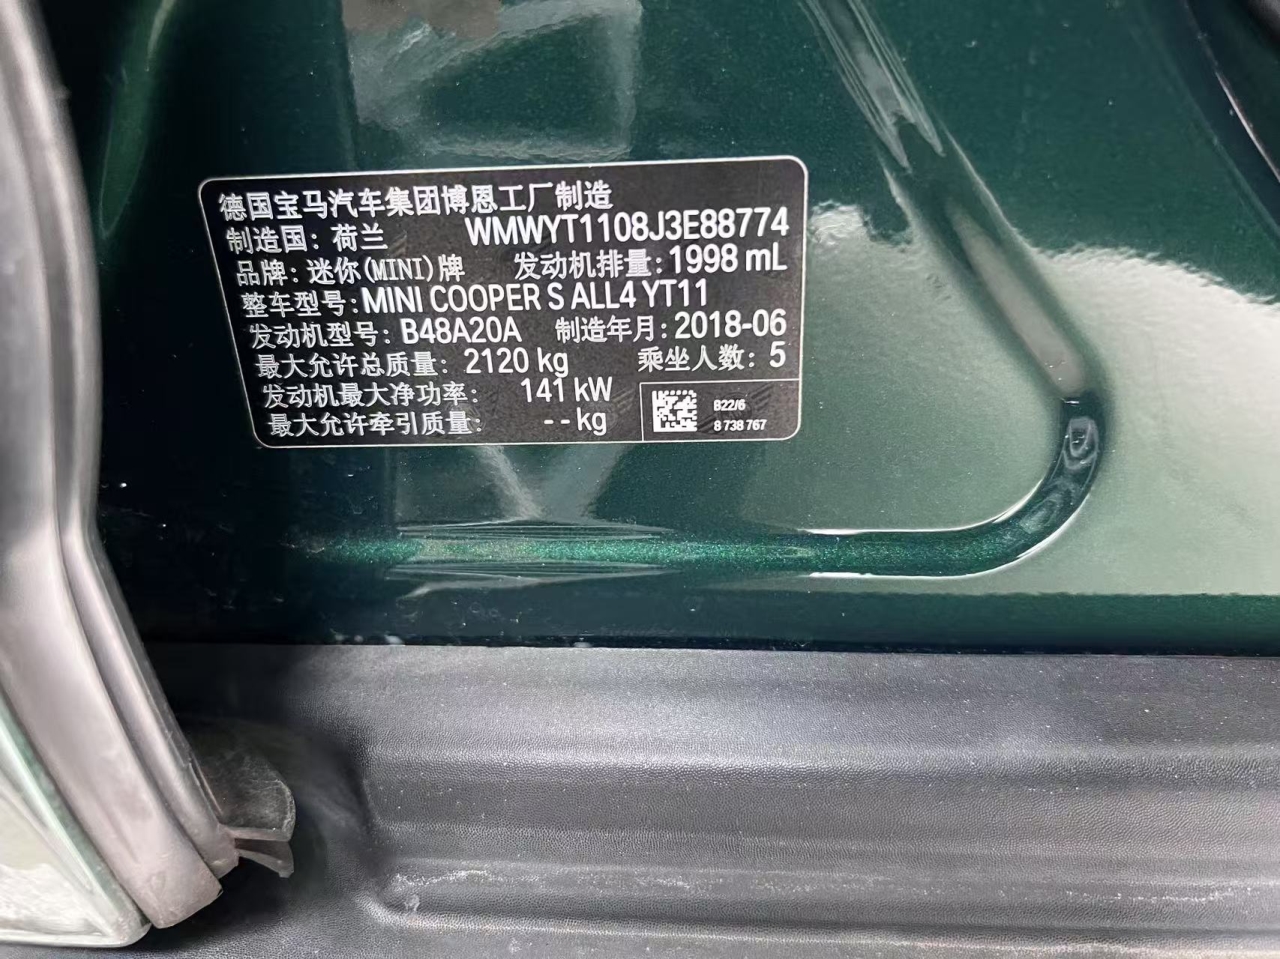 德国宝马汽车集团博恩工厂制造
制造国：荷兰 WMWYT1108J3E88774
品牌：迷你(MINI)牌 发动机排量：1998 mL
整车型号：MINI COOPER S ALL4 YT11
发动机型号：B48A20A 制造年月：2018-06
最大允许总质量：2120 kg 乘坐人数：5
发动机最大净功率：141 kW
最大允许牵引质量：--kg
B22/6
8 738 767